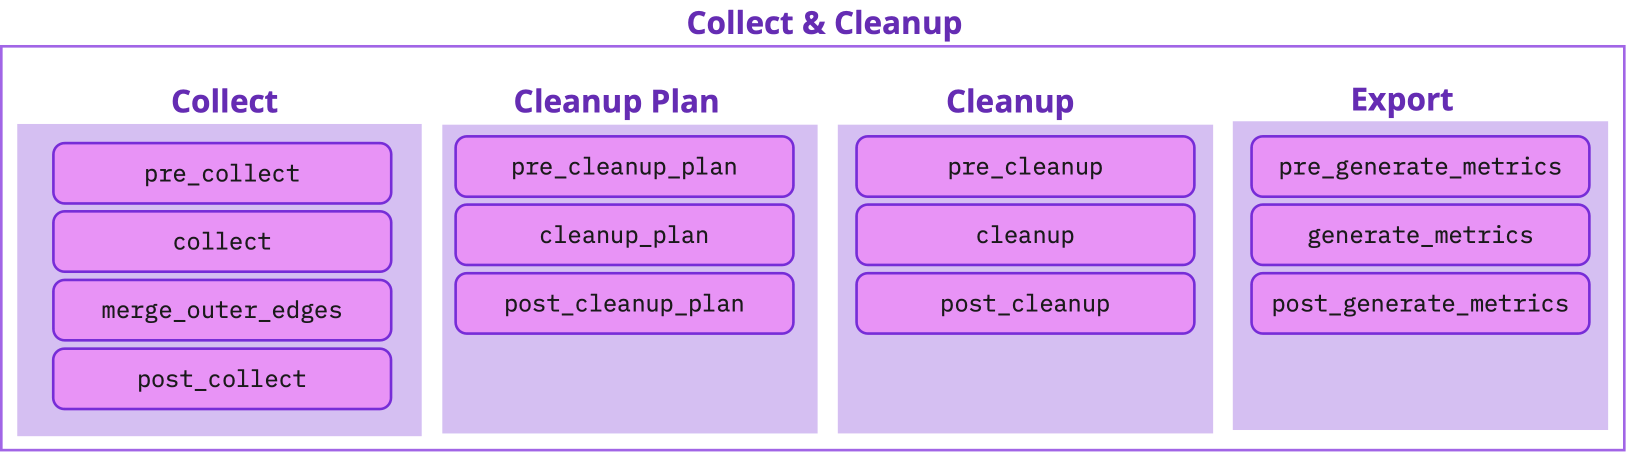 Collect & Cleanup
Collect
pre_collect
collect
merge_outer_edges
post_collect
Cleanup Plan
pre_cleanup_plan
cleanup_plan
post_cleanup_plan
Cleanup
pre_cleanup
cleanup
post_cleanup
Export
pre_generate_metrics
generate_metrics
post_generate_metrics